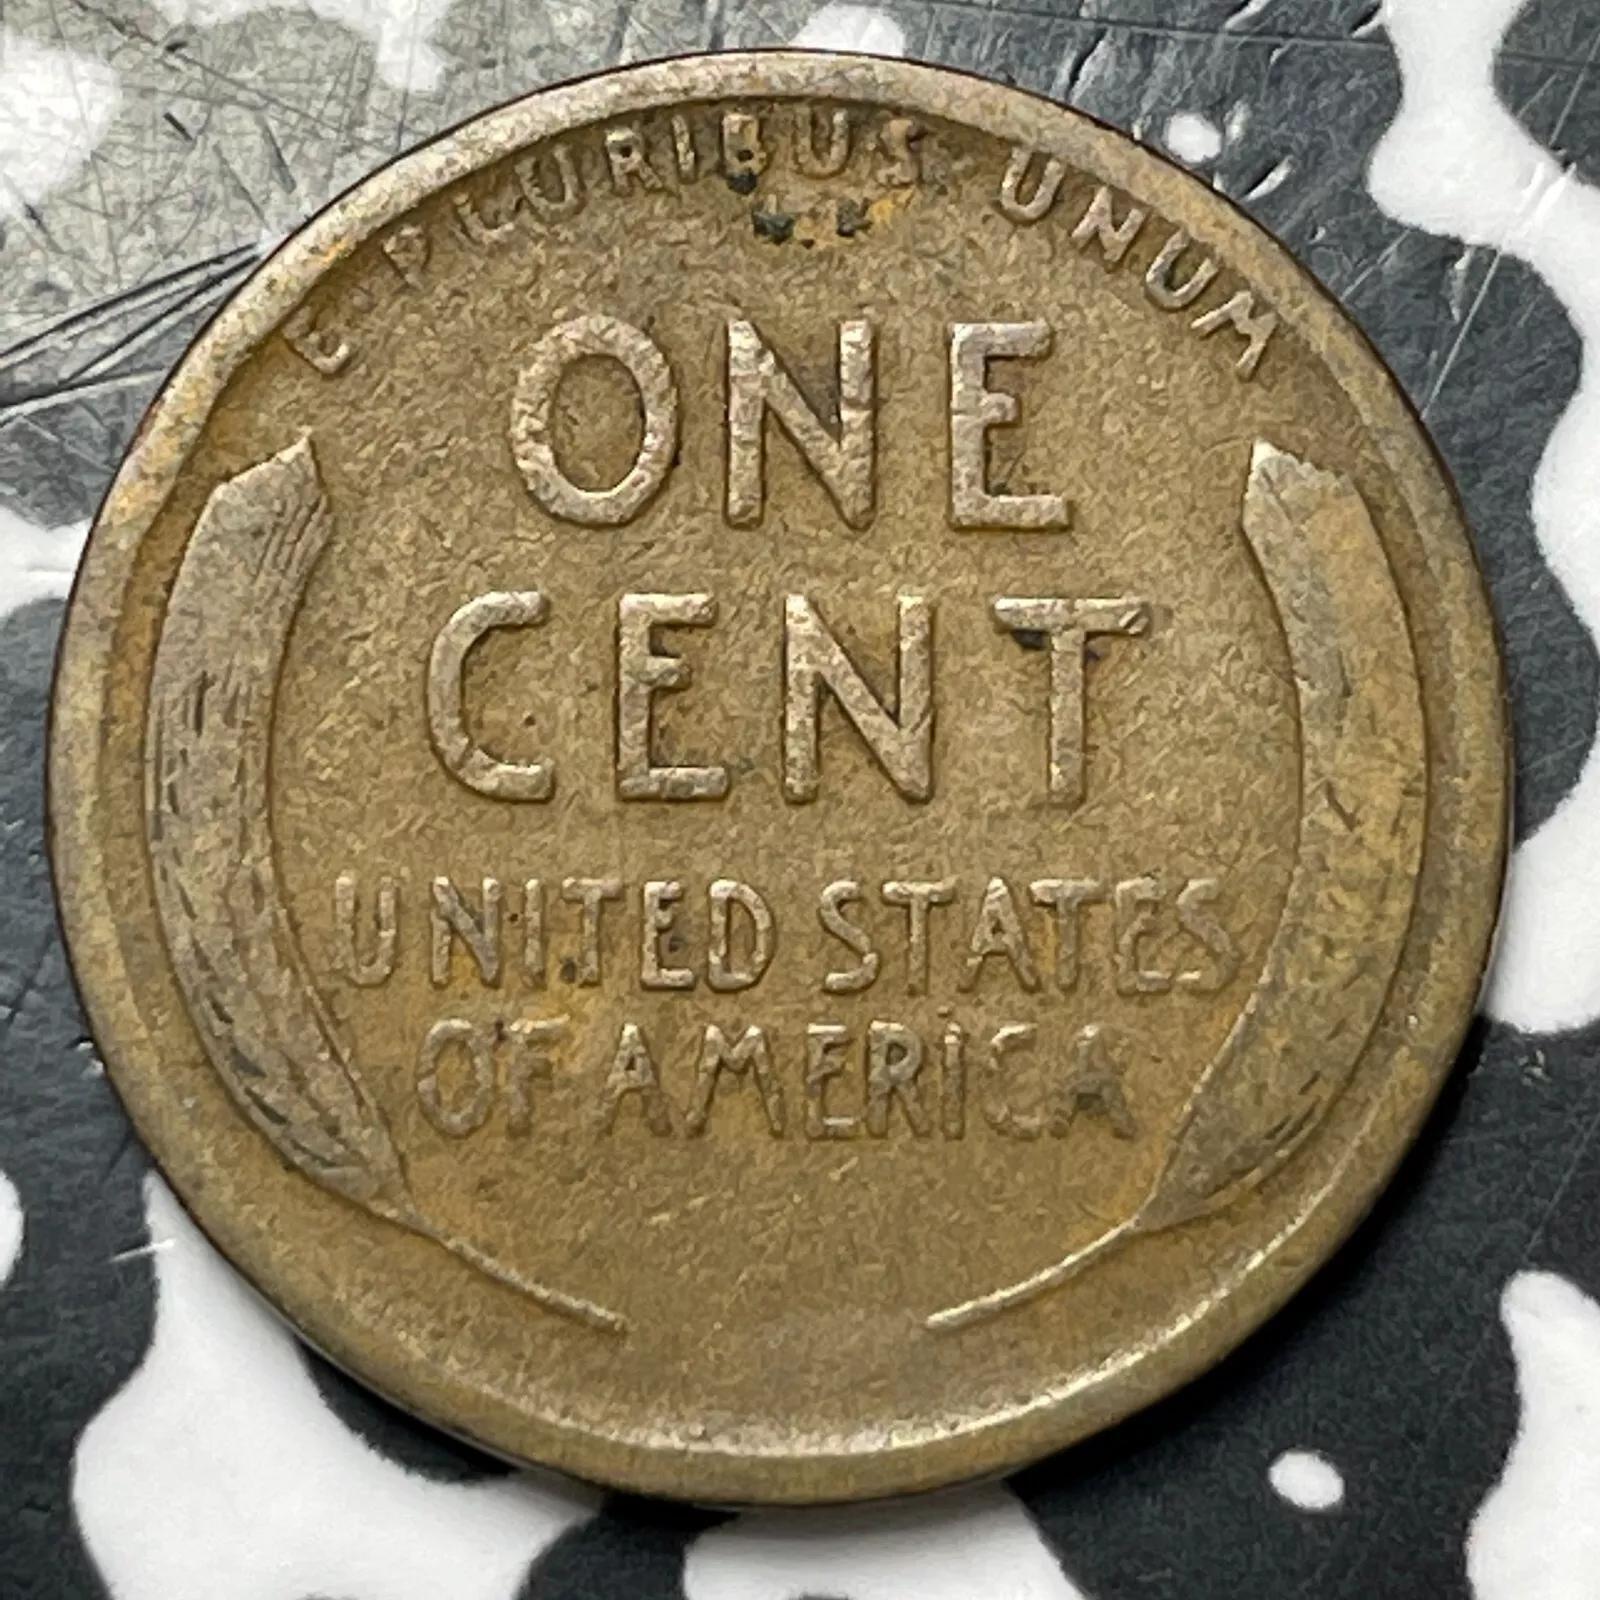 E·PLURIBUS·UNUM
ONE
CENT
UNITED STATES
OF AMERICA